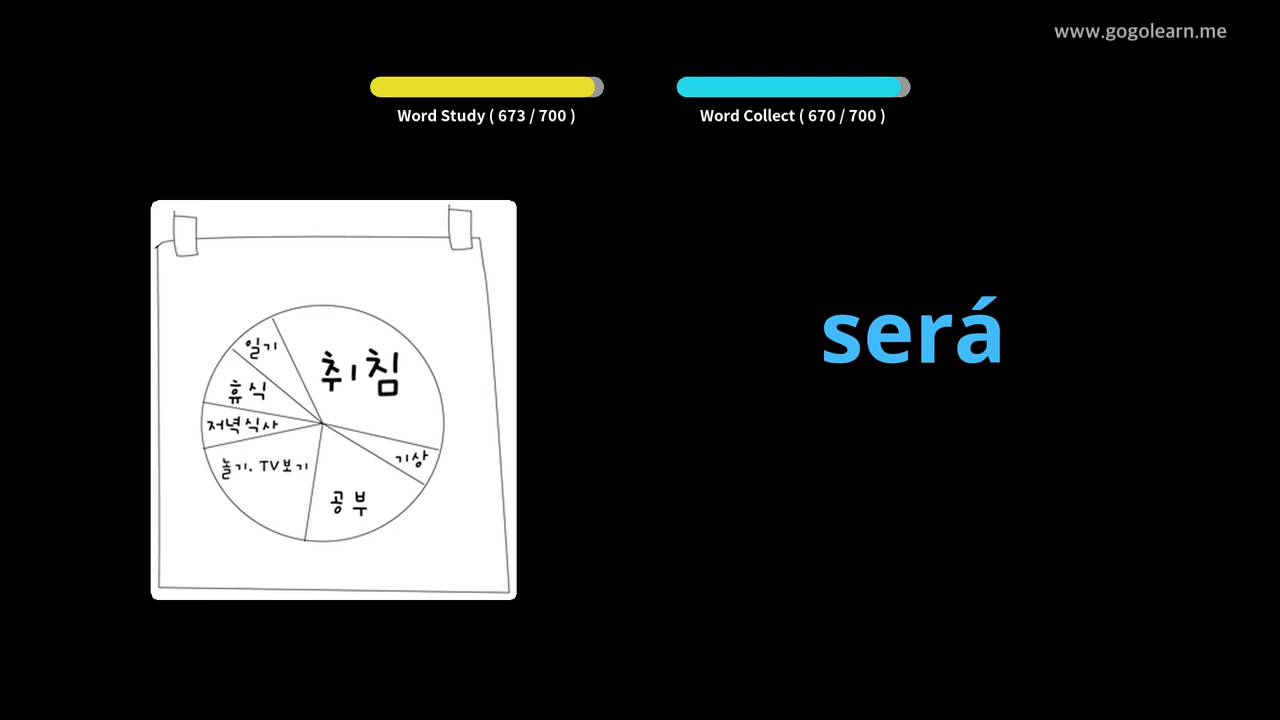 www.gogolearn.me
Word Study ( 673 / 700 )
Word Collect ( 670 / 700 )
será
일기
취침
휴식
저녁식사
놀기. TV보기
기상
공부